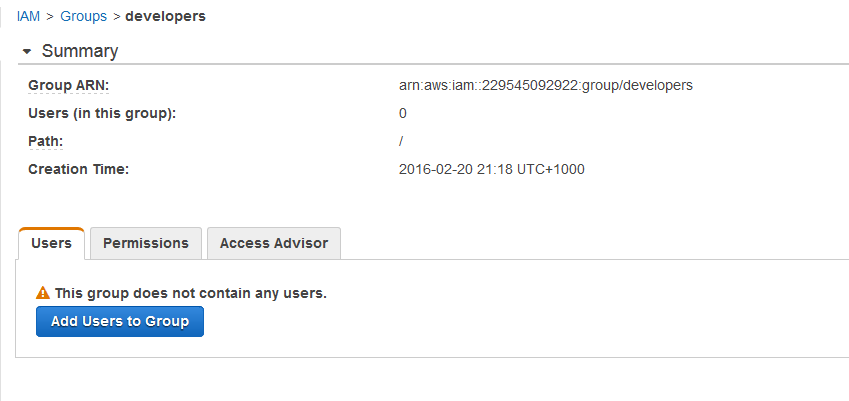 IAM > Groups > developers
Summary
Group ARN: arn:aws:iam::229545092922:group/developers
Users (in this group): 0
Path: /
Creation Time: 2016-02-20 21:18 UTC+1000
Users Permissions Access Advisor
This group does not contain any users.
Add Users to Group